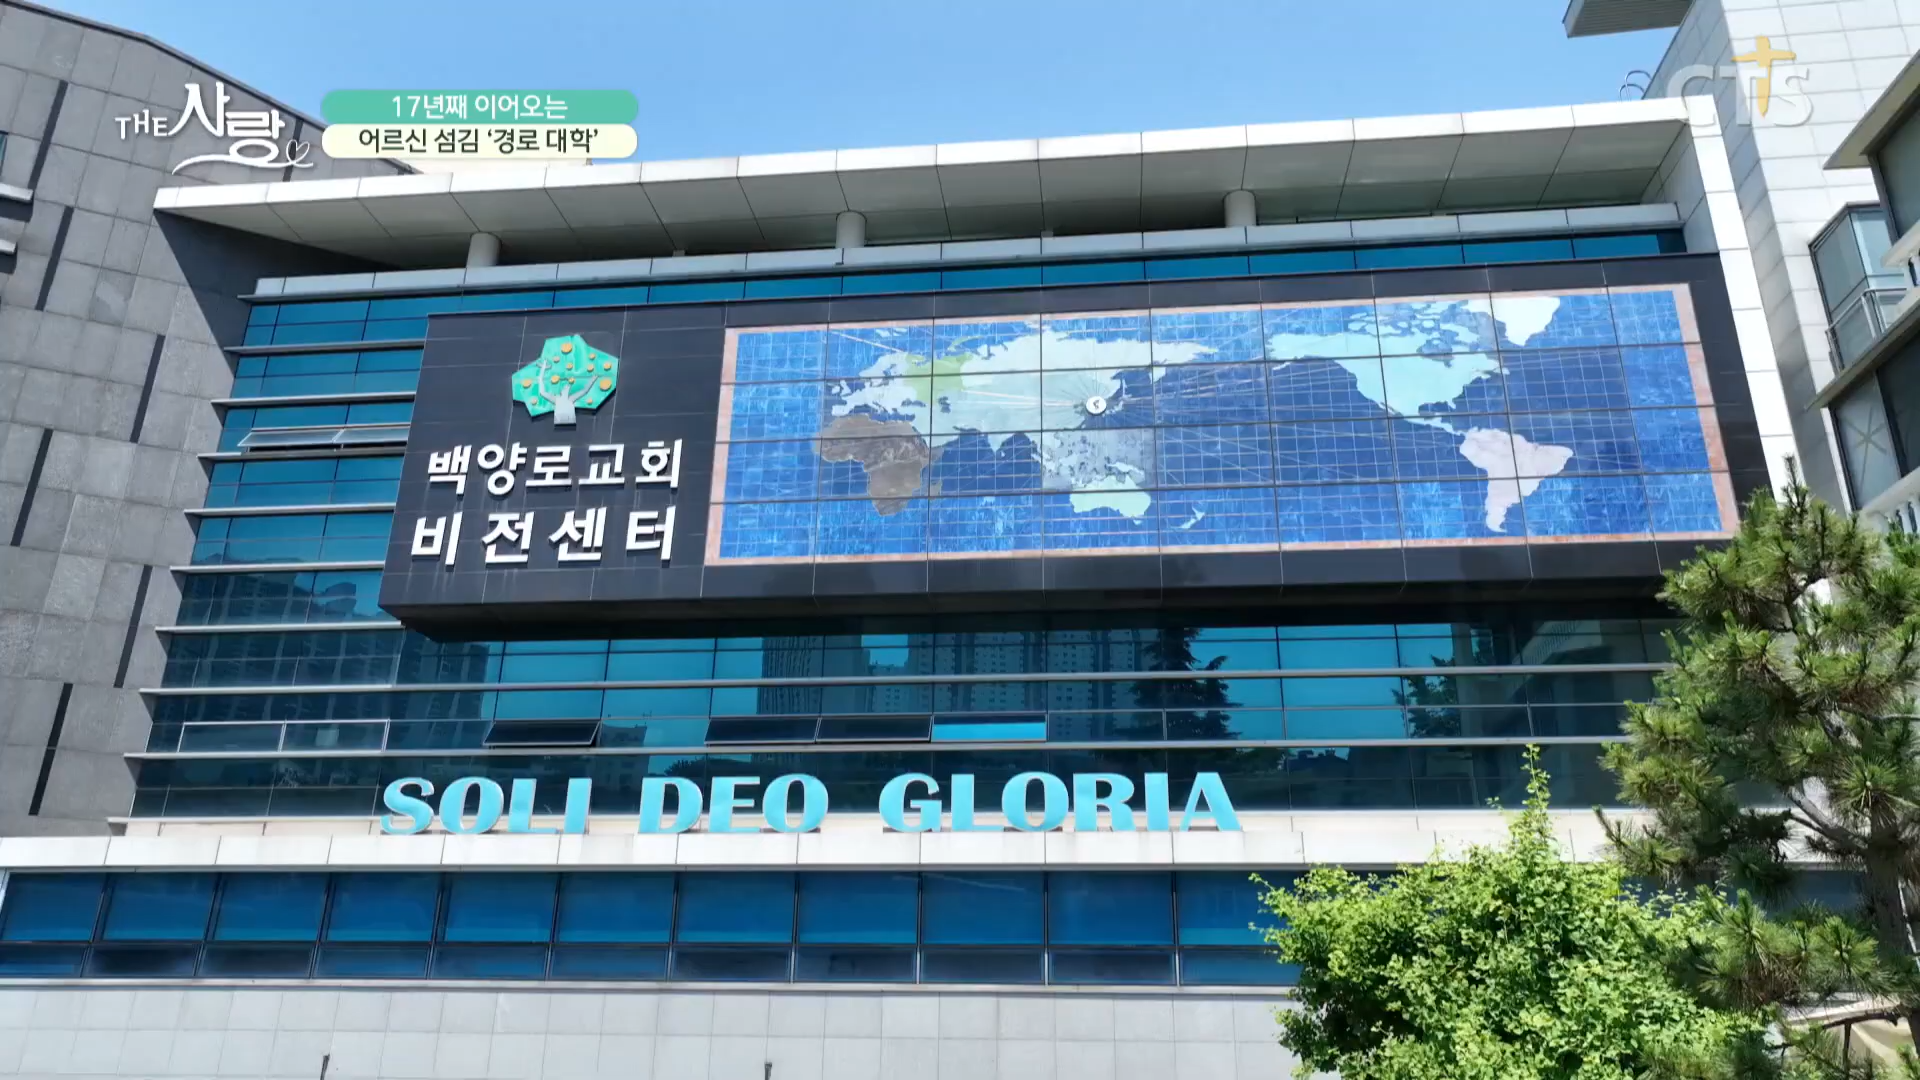 THE 사랑
17년째 이어오는
어르신 섬김 ‘경로 대학’
CTS
백양로교회
비전센터
SOLI DEO GLORIA